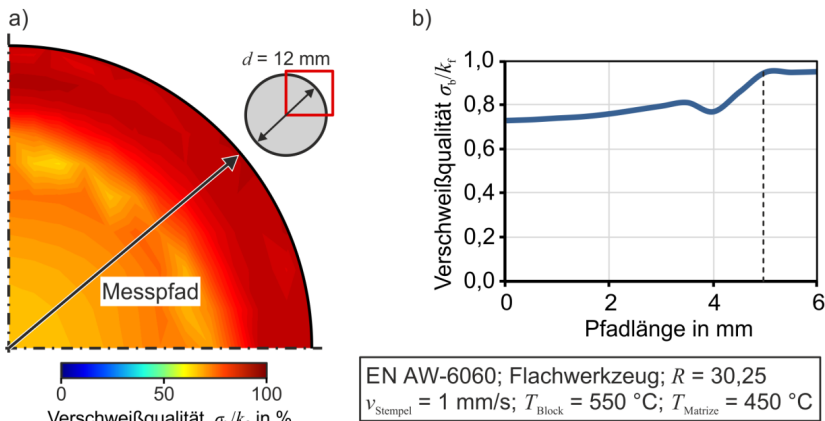 a)
d = 12 mm
Messpfad
0
50
100
Verschweißqualität, σ
in %
b)
Verschweißqualität σb/kf
1,0
0,8
0,6
0,4
0,2
0,0
0
2
4
6
Pfadlänge in mm
EN AW-6060; Flachwerkzeug; R = 30,25
vStempel = 1 mm/s; TBlock = 550 °C; TMatrize = 450 °C